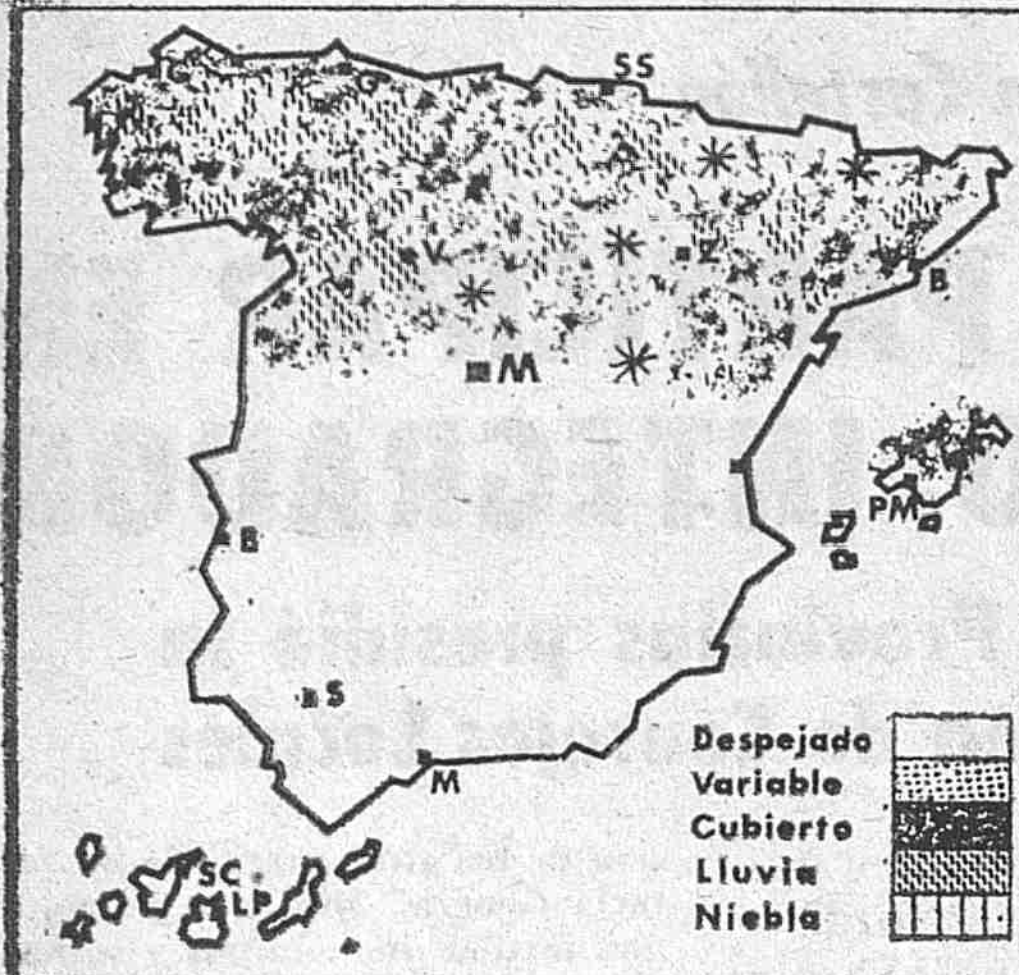 C
G
SS
V
Z
B
M
PM
B
S
M
SC
LP
Despejado
Variable
Cubierto
Lluvia
Niebla